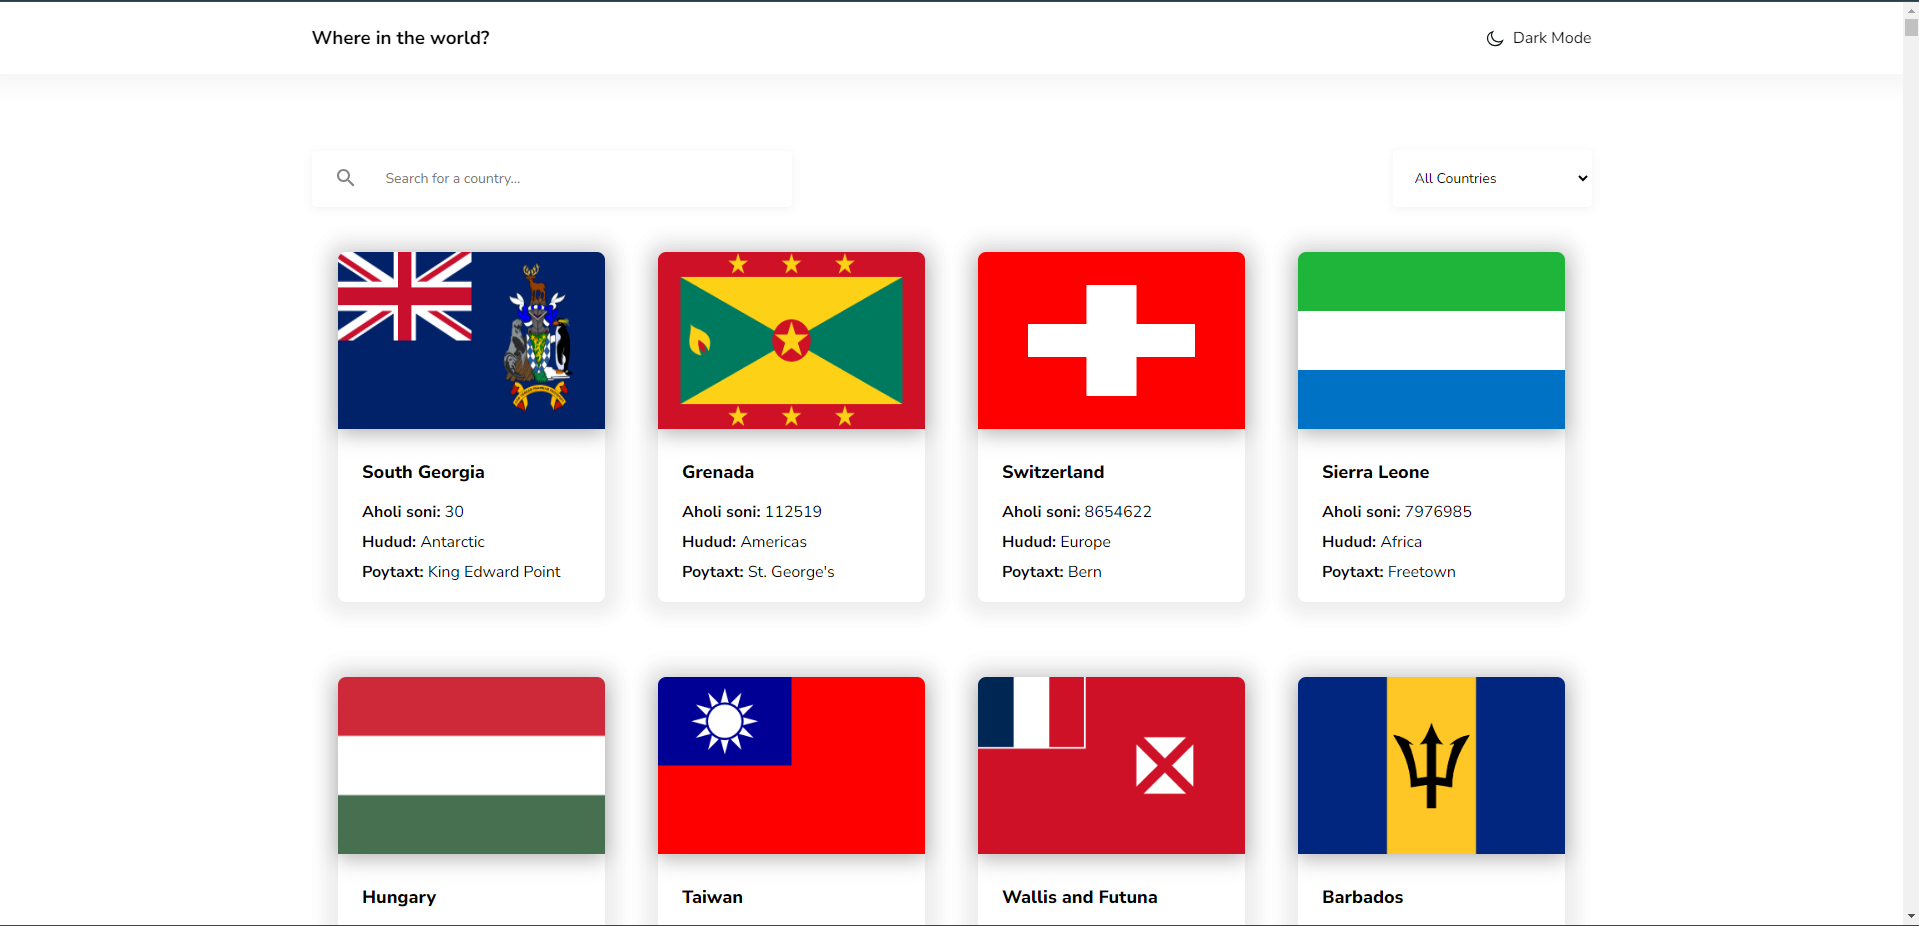 Where in the world?
Dark Mode
Search for a country...
All Countries
South Georgia
Aholi soni: 30
Hudud: Antarctic
Poytaxt: King Edward Point
Grenada
Aholi soni: 112519
Hudud: Americas
Poytaxt: St. George's
Switzerland
Aholi soni: 8654622
Hudud: Europe
Poytaxt: Bern
Sierra Leone
Aholi soni: 7976985
Hudud: Africa
Poytaxt: Freetown
Hungary
Taiwan
Wallis and Futuna
Barbados